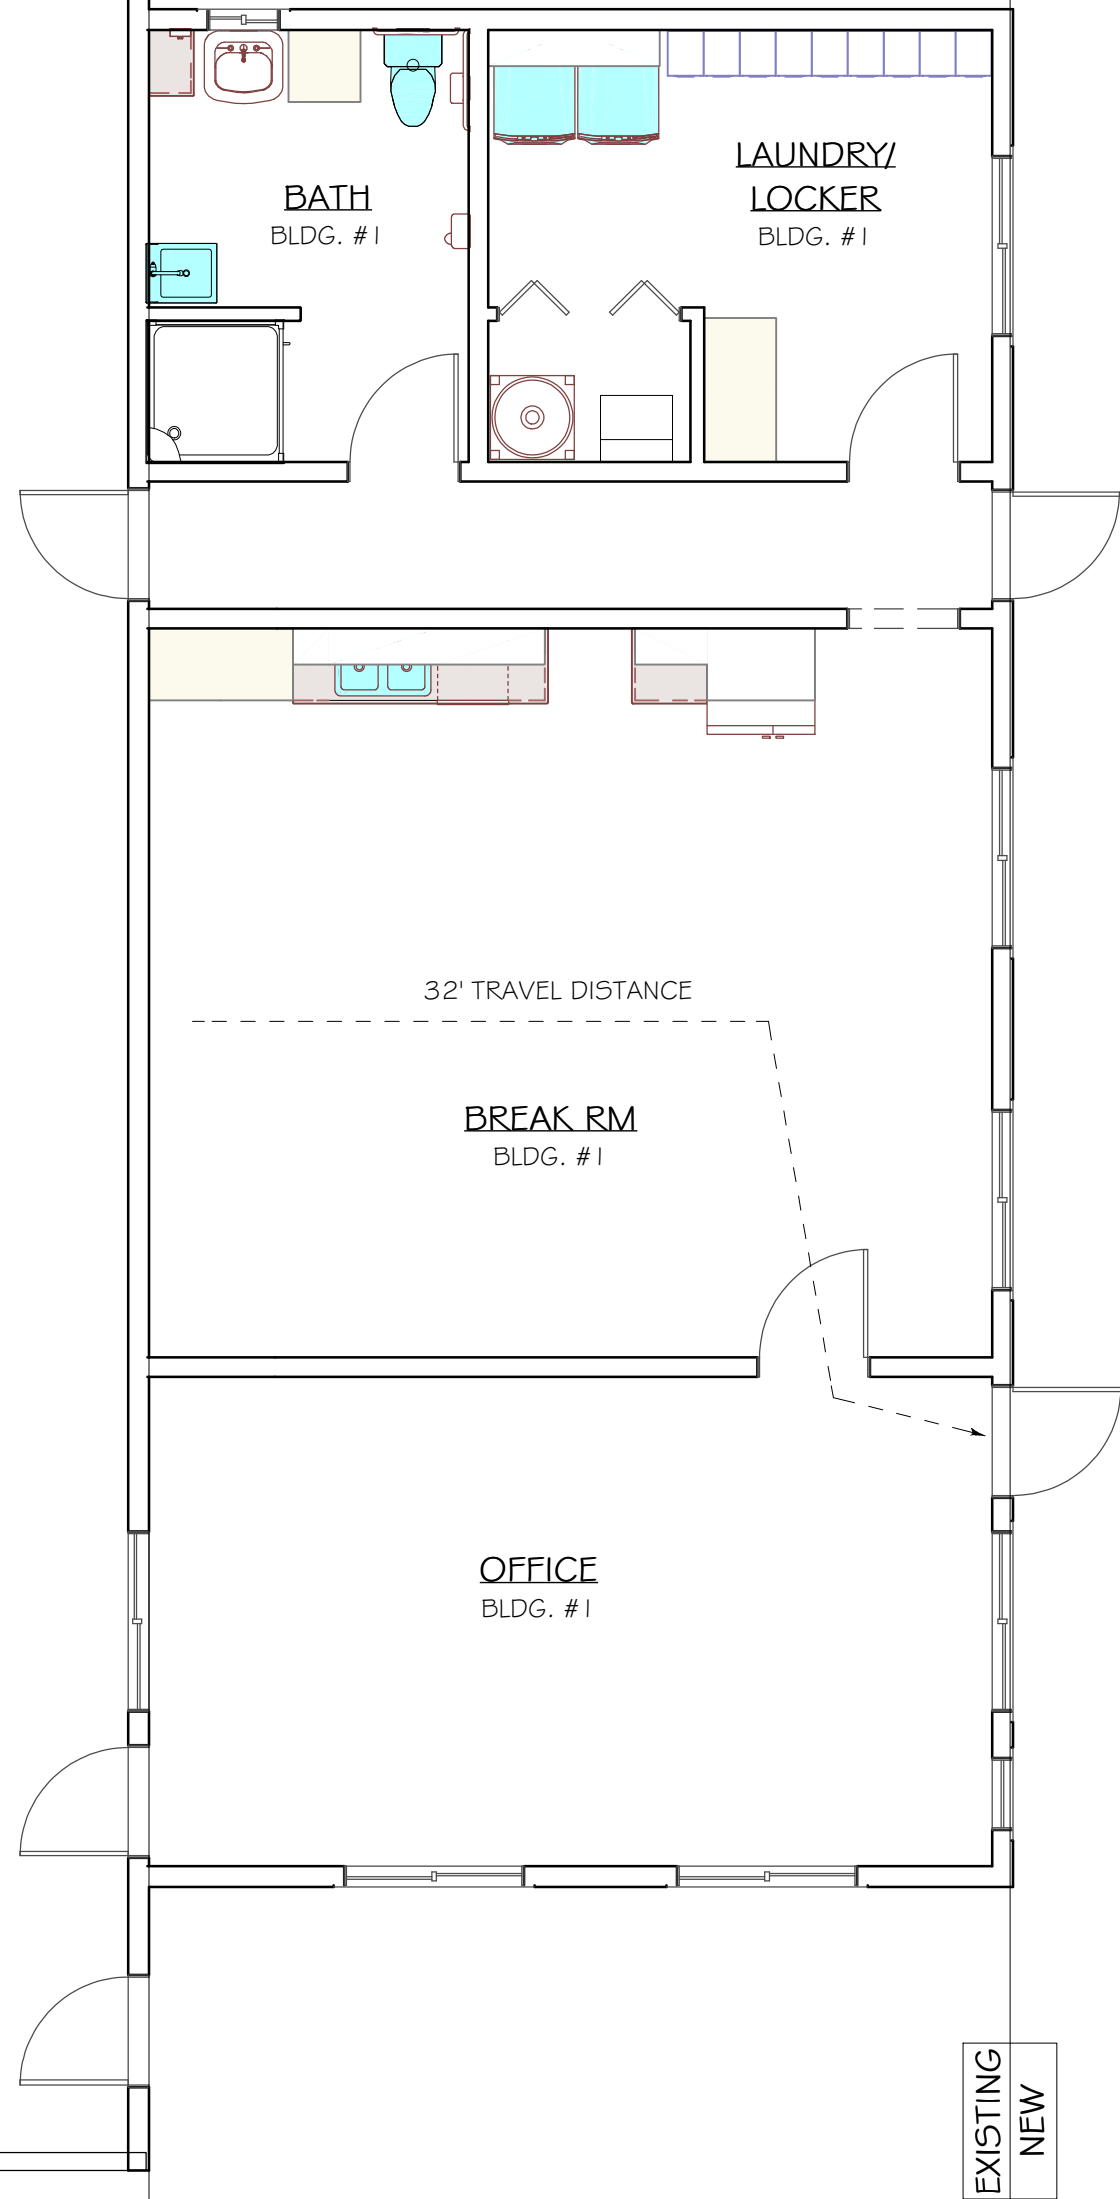 BATH
BLDG. #1
LAUNDRY/
LOCKER
BLDG. #1
32' TRAVEL DISTANCE
BREAK RM
BLDG. #1
OFFICE
BLDG. #1
EXISTING
NEW